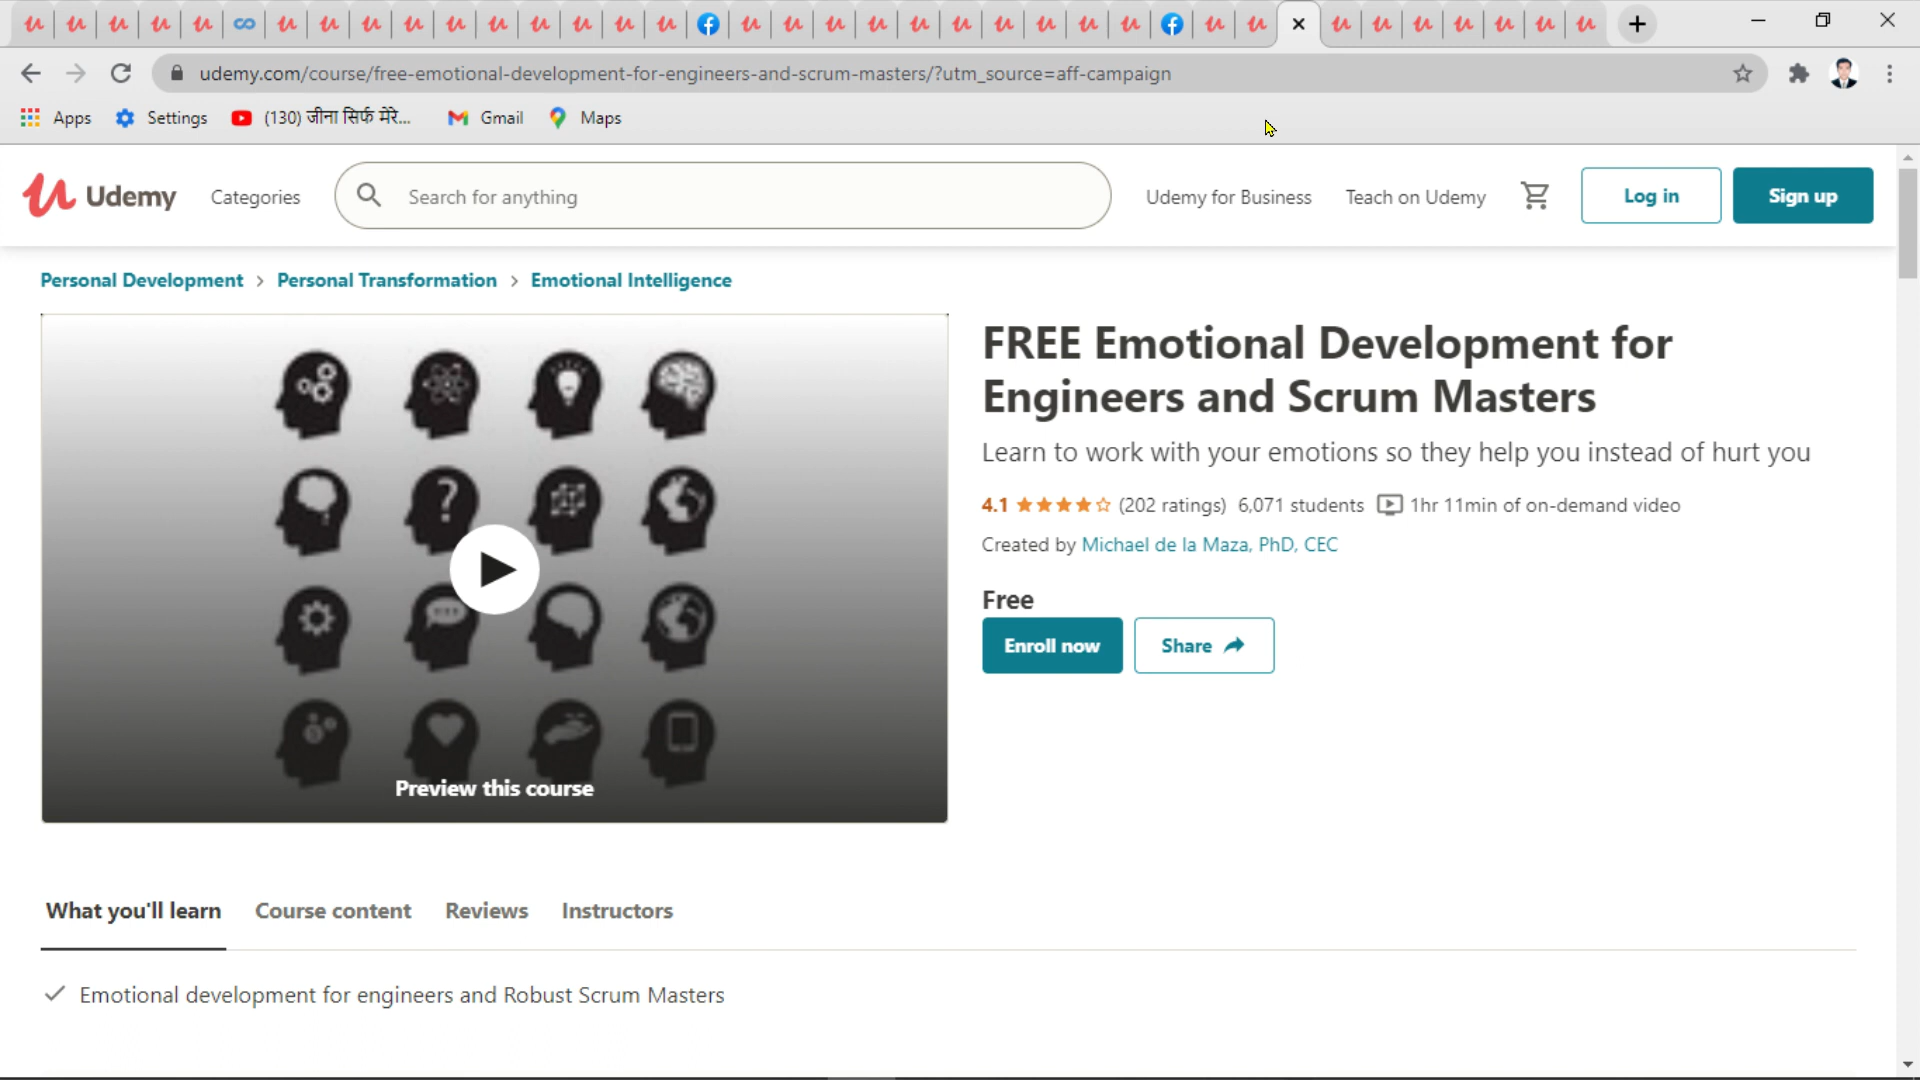 udemy.com/course/free-emotional-development-for-engineers-and-scrum-masters/?utm_source=aff-campaign
Apps Settings (130) जीना सिर्फ मेरे... Gmail Maps
Udemy Categories Search for anything Udemy for Business Teach on Udemy Log in Sign up
Personal Development > Personal Transformation > Emotional Intelligence
FREE Emotional Development for
Engineers and Scrum Masters
Learn to work with your emotions so they help you instead of hurt you
4.1 (202 ratings) 6,071 students 1hr 11min of on-demand video
Created by Michael de la Maza, PhD, CEC
Free
Enroll now Share
?
Preview this course
What you'll learn Course content Reviews Instructors
Emotional development for engineers and Robust Scrum Masters